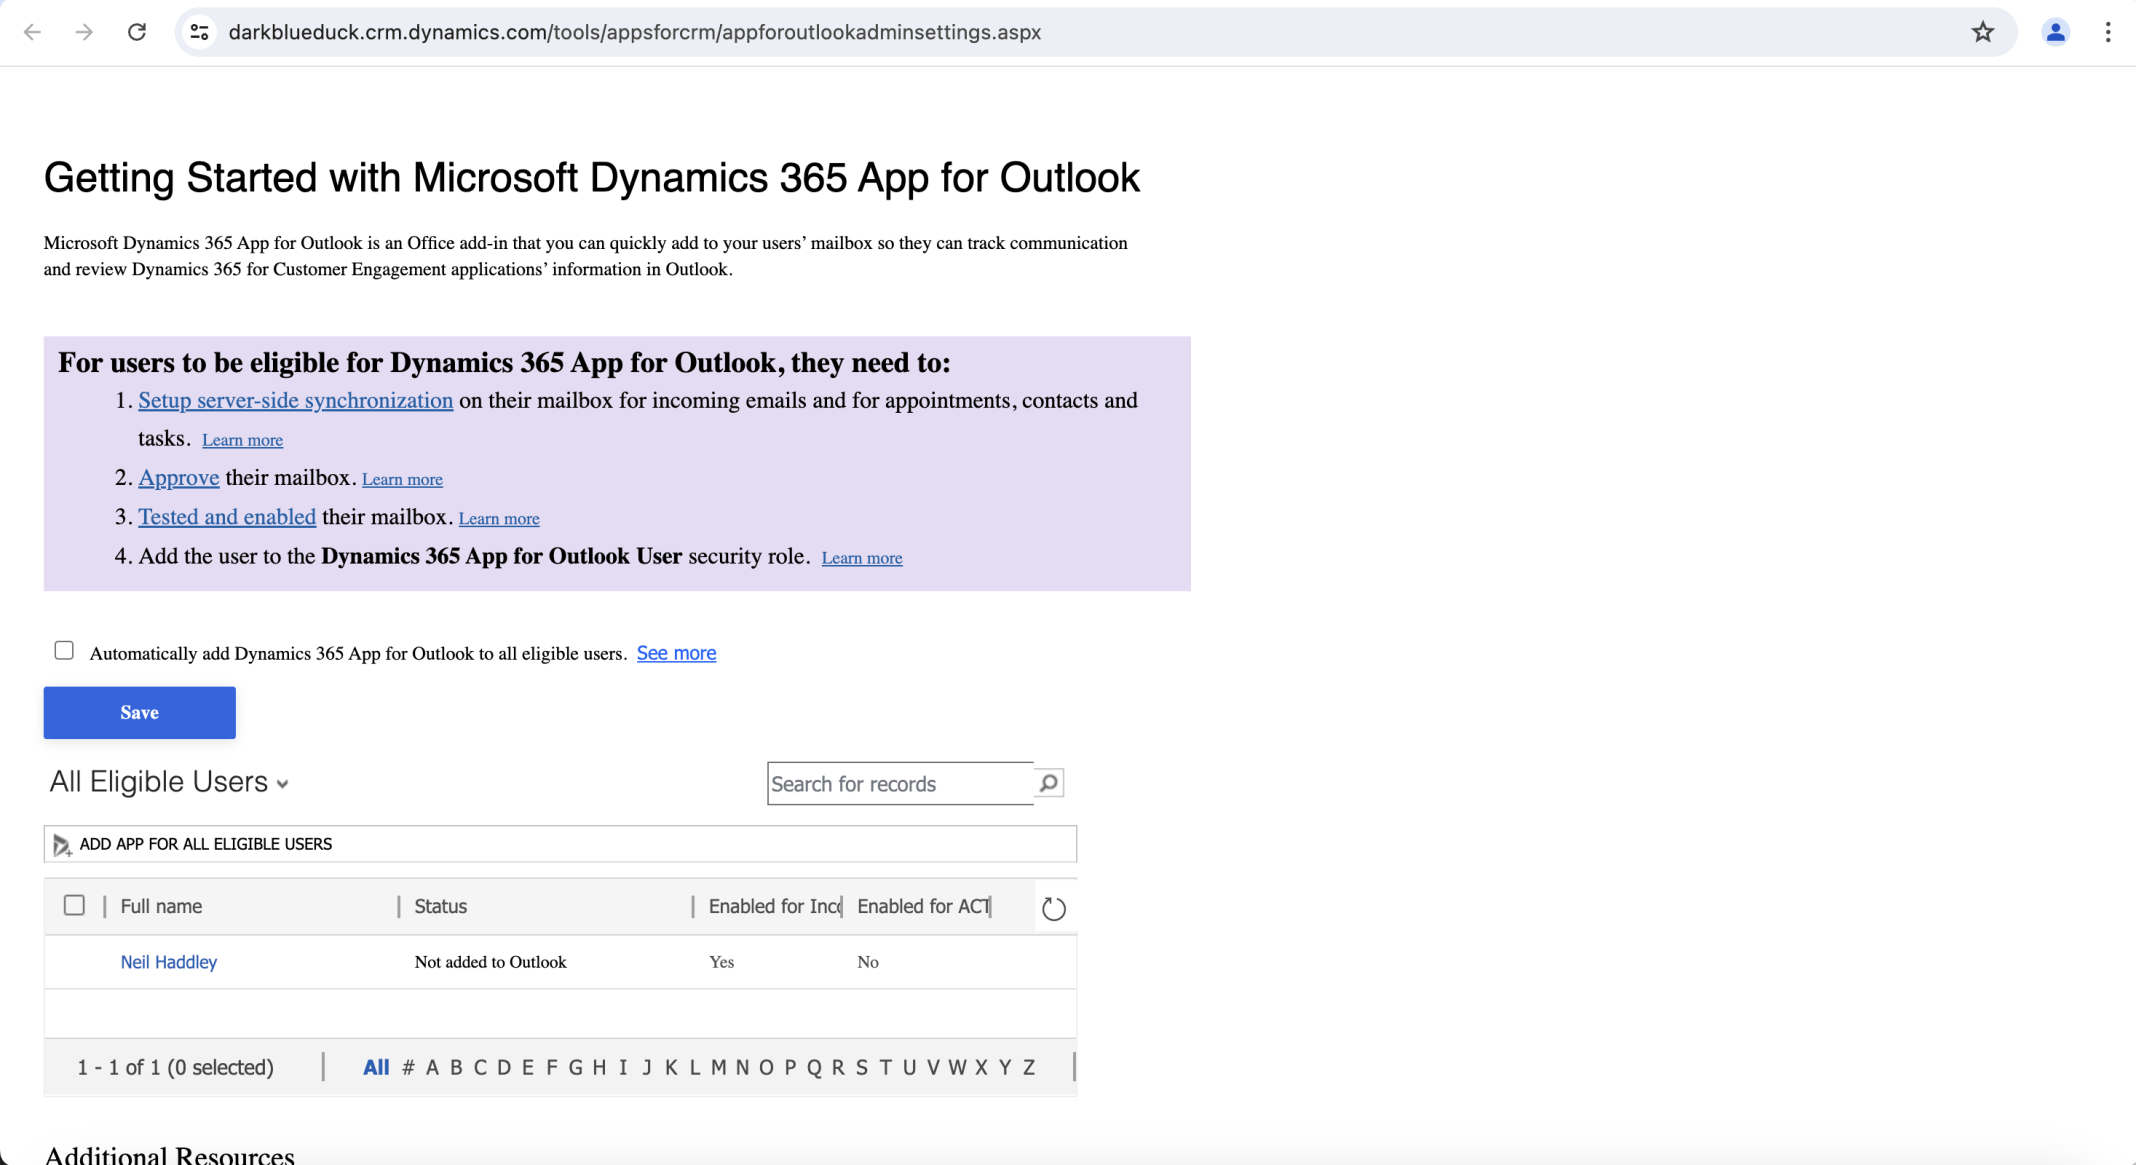 darkblueduck.crm.dynamics.com/tools/appsforcrm/appforoutlookadminsettings.aspx
Getting Started with Microsoft Dynamics 365 App for Outlook
Microsoft Dynamics 365 App for Outlook is an Office add-in that you can quickly add to your users’ mailbox so they can track communication
and review Dynamics 365 for Customer Engagement applications’ information in Outlook.
For users to be eligible for Dynamics 365 App for Outlook, they need to:
1. Setup server-side synchronization on their mailbox for incoming emails and for appointments, contacts and
tasks. Learn more
2. Approve their mailbox. Learn more
3. Tested and enabled their mailbox. Learn more
4. Add the user to the Dynamics 365 App for Outlook User security role. Learn more
Automatically add Dynamics 365 App for Outlook to all eligible users. See more
Save
All Eligible Users
Search for records
ADD APP FOR ALL ELIGIBLE USERS
Full name Status Enabled for Inc Enabled for ACT
Neil Haddley Not added to Outlook Yes No
1 - 1 of 1 (0 selected) All # A B C D E F G H I J K L M N O P Q R S T U V W X Y Z
Additional Resources